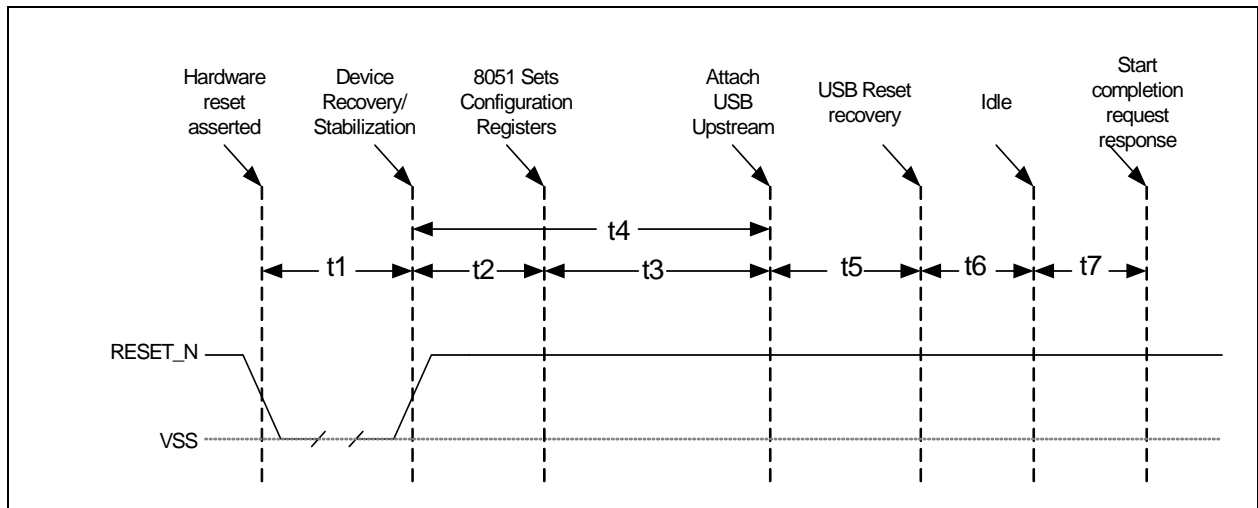 Hardware
reset
asserted
Device
Recovery/
Stabilization
8051 Sets
Configuration
Registers
Attach
USB
Upstream
USB Reset
recovery
Idle
Start
completion
request
response
t4
t1
t2
t3
t5
t6
t7
RESET_N
VSS